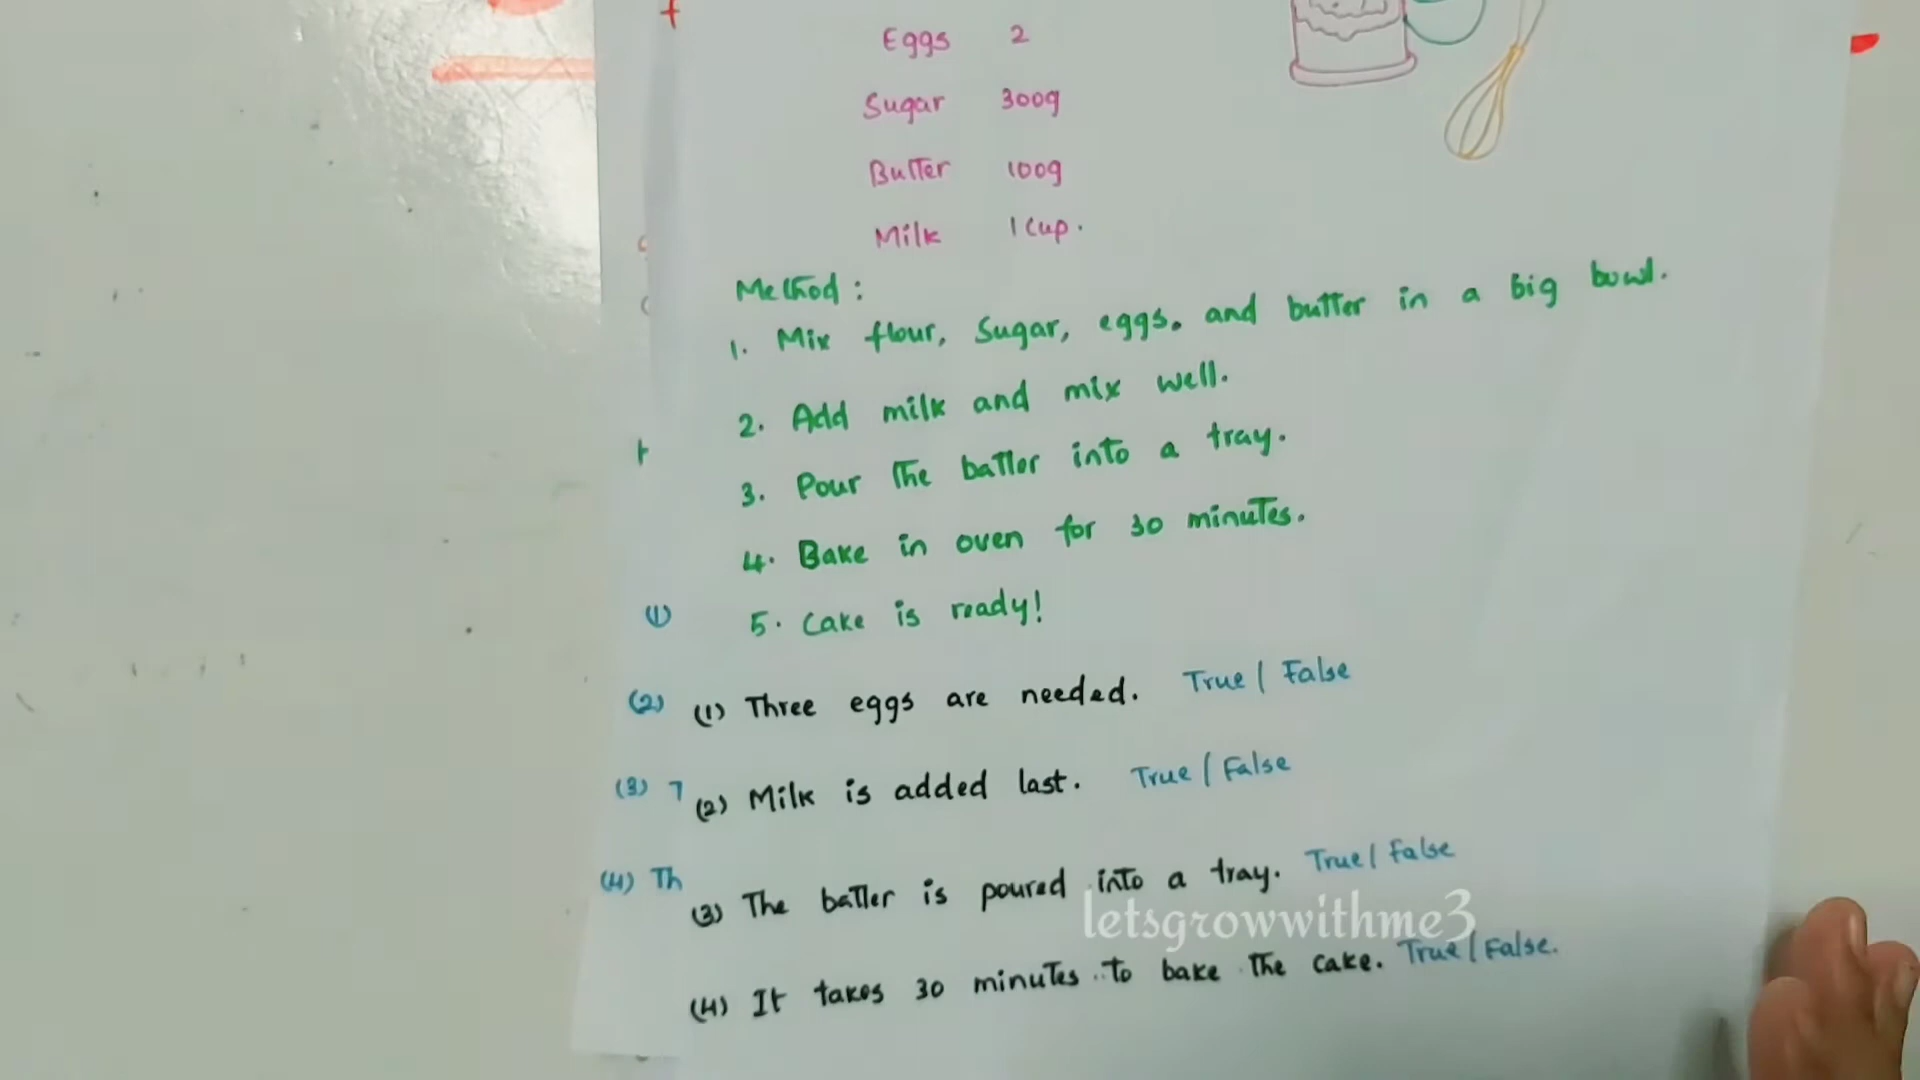 Eggs 2
Sugar 300g
Butter 100g
Milk 1 Cup.
Method :
1. Mix flour, Sugar, eggs, and butter in a big bowl.
2. Add milk and mix well.
3. Pour the batter into a tray.
4. Bake in oven for 30 minutes.
(1)
5. Cake is ready!
(2)
(1) Three eggs are needed. True / False
(3)
(2) Milk is added last. True / False
(4) Th
(3) The batter is poured into a tray. True / False
letsgrowwithme3
(4) It takes 30 minutes to bake the cake. True / False.